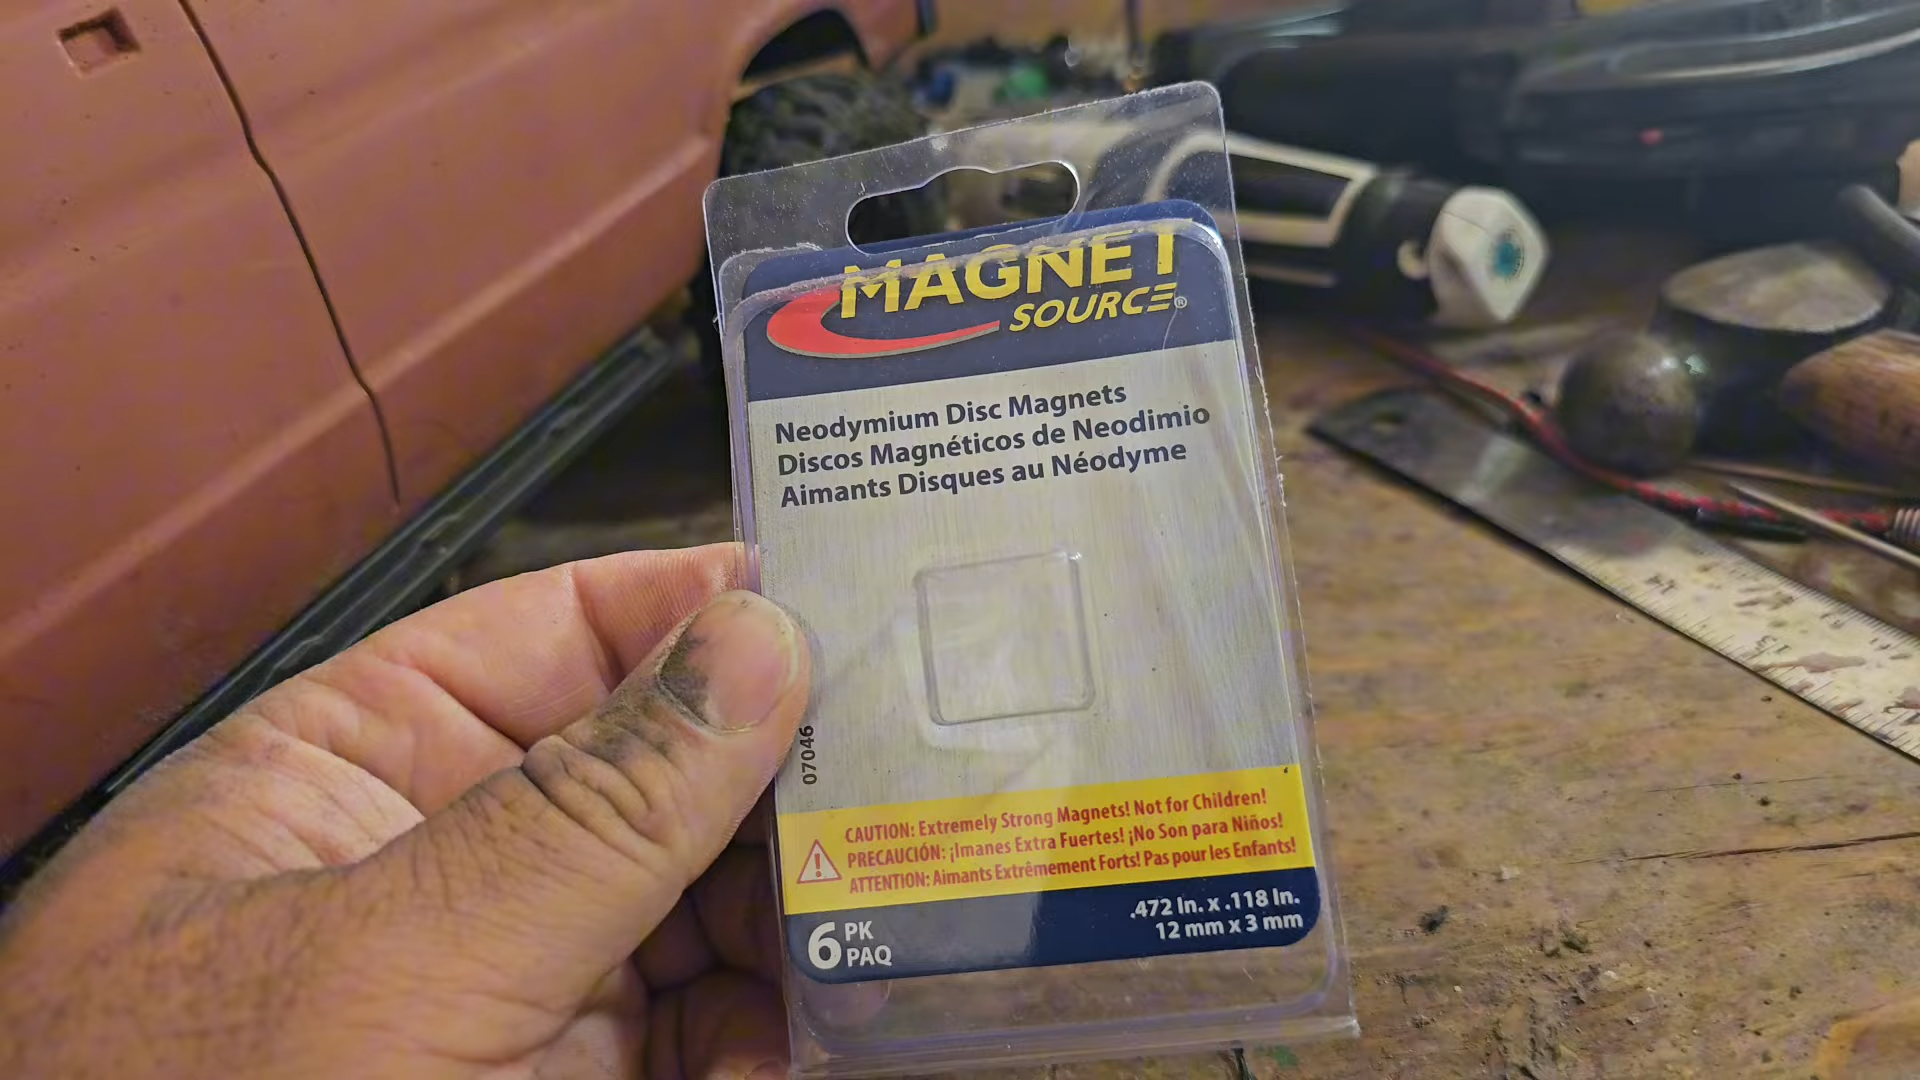 MAGNET
SOURCE®
Neodymium Disc Magnets
Discos Magnéticos de Neodimio
Aimants Disques au Néodyme
07046
CAUTION: Extremely Strong Magnets! Not for Children!
PRECAUCIÓN: ¡Imanes Extra Fuertes! ¡No Son para Niños!
ATTENTION: Aimants Extrêmement Forts! Pas pour les Enfants!
6 PK
PAQ
.472 In. x .118 In.
12 mm x 3 mm